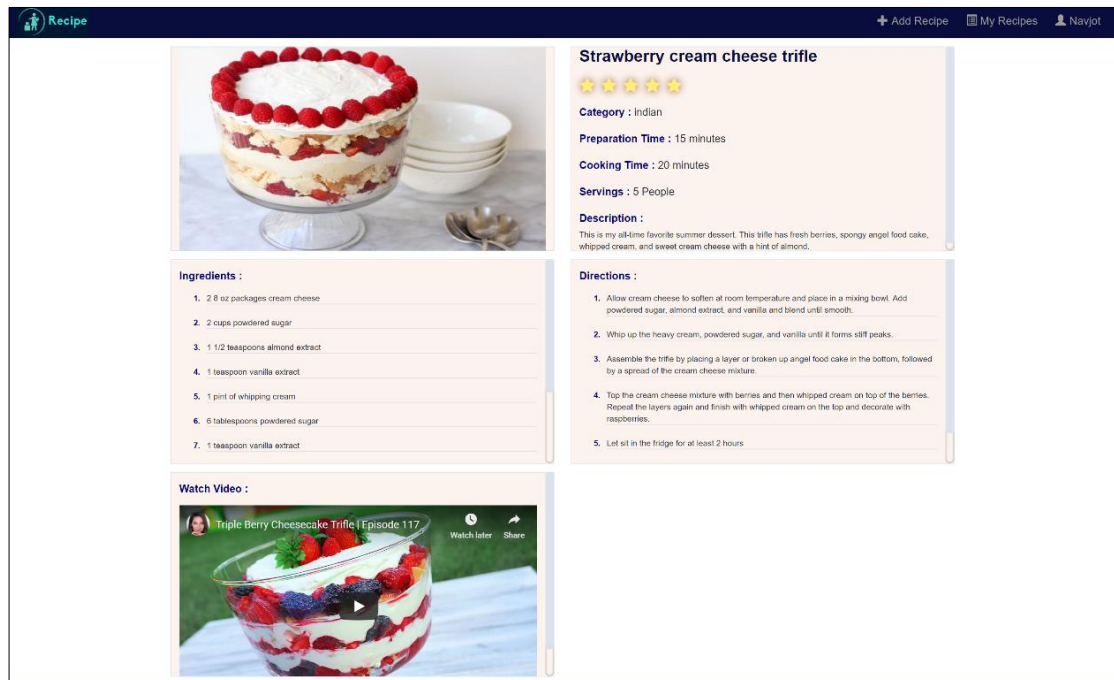 Recipe
Add Recipe
My Recipes
Navjot
Strawberry cream cheese trifle
Category : indian
Preparation Time : 15 minutes
Cooking Time : 20 minutes
Servings : 5 People
Description :
This is my all-time favorite summer dessert. This trifle has fresh berries, spongy angel food cake,
whipped cream, and sweet cream cheese with a hint of almond.
Ingredients :
1. 2 8 oz packages cream cheese
2. 2 cups powdered sugar
3. 1 1/2 teaspoons almond extract
4. 1 teaspoon vanilla extract
5. 1 pint of whipping cream
6. 6 tablespoons powdered sugar
7. 1 teaspoon vanilla extract
Directions :
1. Allow cream cheese to soften at room temperature and place in a mixing bowl. Add
powdered sugar, almond extract, and vanilla and blend until smooth.
2. Whip up the heavy cream, powdered sugar, and vanilla until it forms stiff peaks.
3. Assemble the trifle by placing a layer or broken up angel food cake in the bottom, followed
by a spread of the cream cheese mixture.
4. Top the cream cheese mixture with berries and then whipped cream on top of the berries.
Repeat the layers again and finish with whipped cream on the top and decorate with
raspberries.
5. Let sit in the fridge for at least 2 hours
Watch Video :
Triple Berry Cheesecake Trifle | Episode 117
Watch later
Share